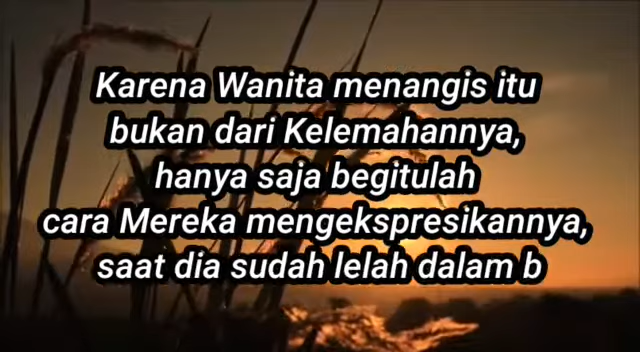 Karena Wanita menangis itu
bukan dari Kelemahannya,
hanya saja begitulah
cara Mereka mengekspresikannya,
saat dia sudah lelah dalam b